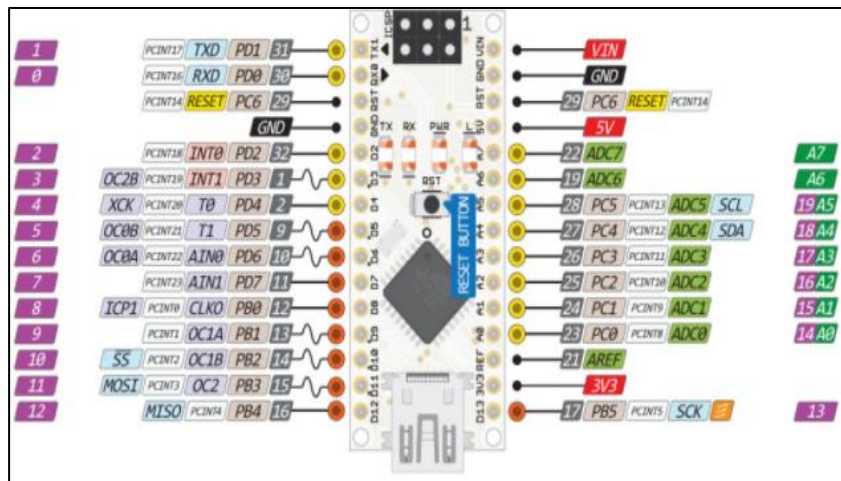 ICSP 1
1 PCINT17 TXD PD1 31 TX1 VIN VIN
0 PCINT16 RXD PD0 30 RX0 GND GND
PCINT14 RESET PC6 29 RST RST 29 PC6 RESET PCINT14
GND GND 5V 5V
TX RX PWR L
2 PCINT18 INT0 PD2 32 D2 A7 22 ADC7 A7
3 OC2B PCINT19 INT1 PD3 1 D3 A6 19 ADC6 A6
RST
4 XCK PCINT20 T0 PD4 2 D4 A5 28 PC5 PCINT13 ADC5 SCL 19 A5
5 OC0B PCINT21 T1 PD5 9 D5 A4 27 PC4 PCINT12 ADC4 SDA 18 A4
6 OC0A PCINT22 AIN0 PD6 10 D6 A3 26 PC3 PCINT11 ADC3 17 A3
RESET BUTTON
7 PCINT23 AIN1 PD7 11 D7 A2 25 PC2 PCINT10 ADC2 16 A2
8 ICP1 PCINT0 CLKO PB0 12 D8 A1 24 PC1 PCINT9 ADC1 15 A1
9 PCINT1 OC1A PB1 13 D9 A0 23 PC0 PCINT8 ADC0 14 A0
10 SS PCINT2 OC1B PB2 14 D10 REF 21 AREF
11 MOSI PCINT3 OC2 PB3 15 D11 3V3 3V3
12 MISO PCINT4 PB4 16 D12 D13 17 PB5 PCINT5 SCK 13